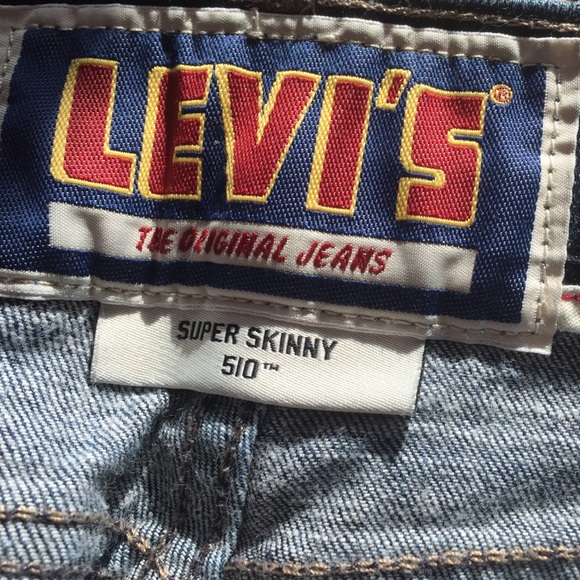 LEVI'S®
THE ORIGINAL JEANS
SUPER SKINNY
510™